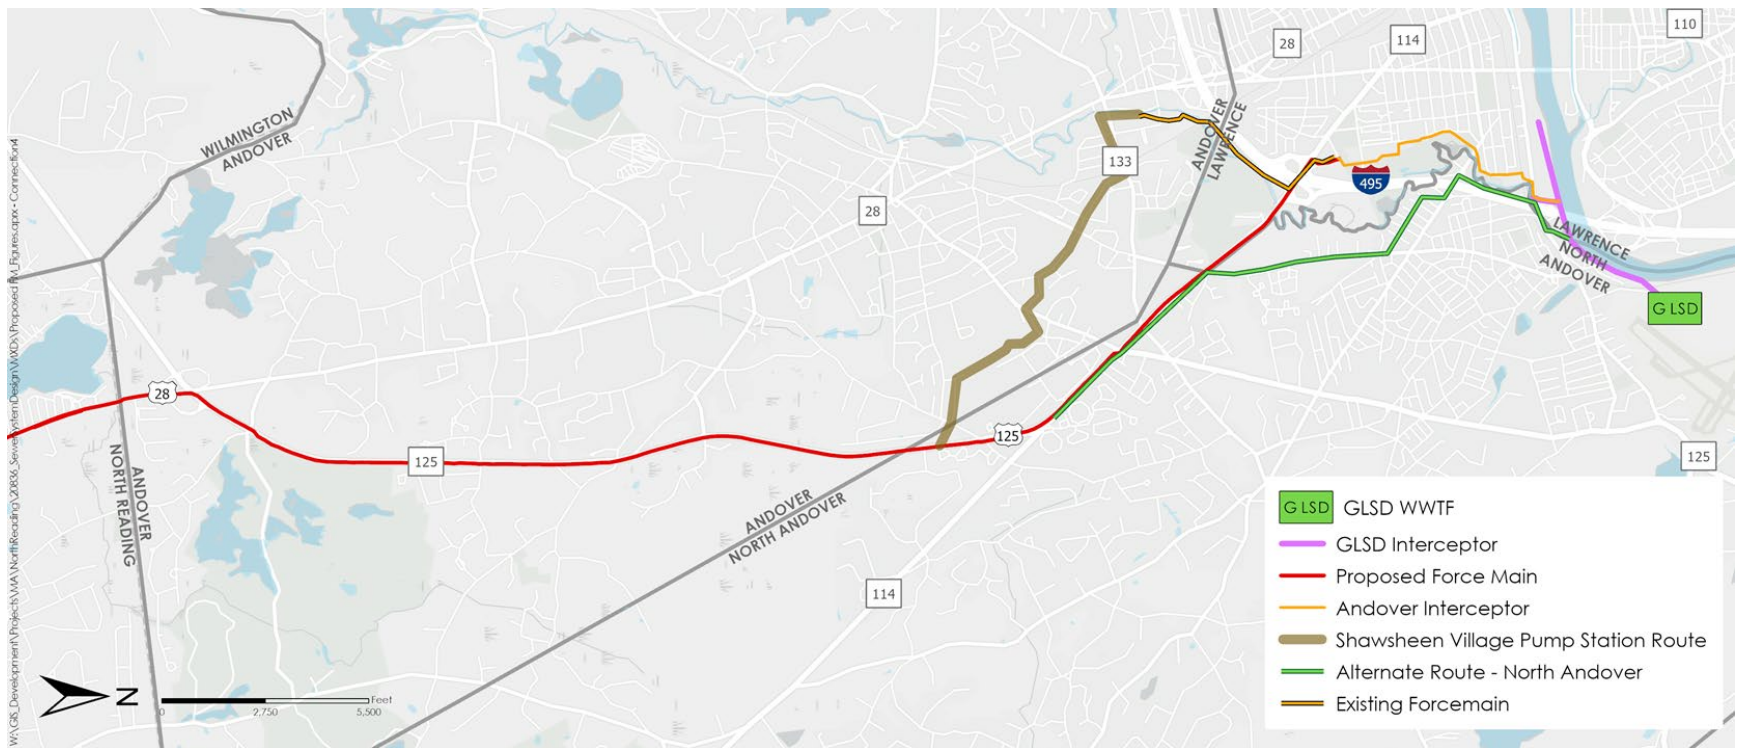 110
28
114
WILMINGTON
ANDOVER
ANDOVER
LAWRENCE
133
495
28
LAWRENCE
NORTH
ANDOVER
GLSD
28
125
125
125
ANDOVER
NORTH READING
ANDOVER
NORTH ANDOVER
114
GLSD GLSD WWTF
GLSD Interceptor
Proposed Force Main
Andover Interceptor
Shawsheen Village Pump Station Route
Alternate Route - North Andover
Existing Forcemain
N
Feet
0 2,750 5,500